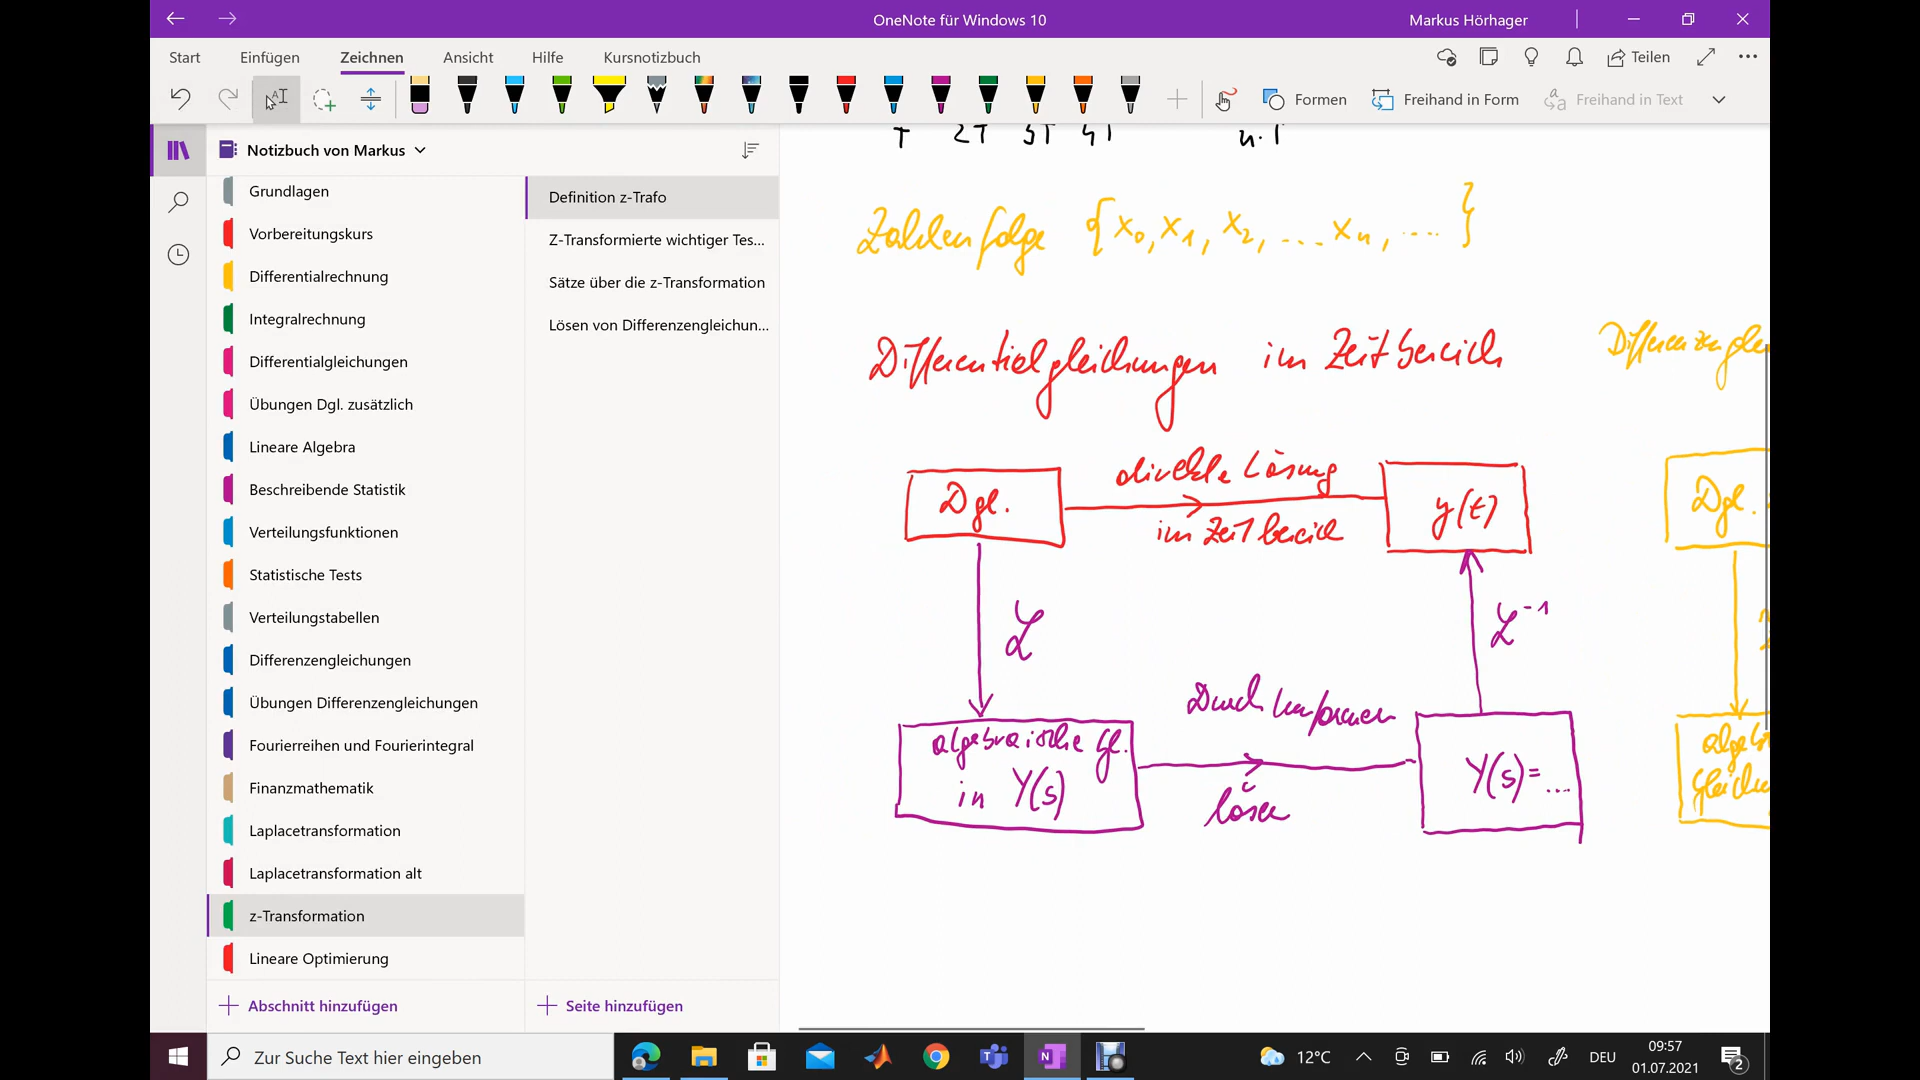 OneNote für Windows 10
Markus Hörhager
Start Einfügen Zeichnen Ansicht Hilfe Kursnotizbuch
Teilen
Formen
Freihand in Form
Freihand in Text
Notizbuch von Markus
Grundlagen
Vorbereitungskurs
Differentialrechnung
Integralrechnung
Differentialgleichungen
Übungen Dgl. zusätzlich
Lineare Algebra
Beschreibende Statistik
Verteilungsfunktionen
Statistische Tests
Verteilungstabellen
Differenzengleichungen
Übungen Differenzengleichungen
Fourierreihen und Fourierintegral
Finanzmathematik
Laplacetransformation
Laplacetransformation alt
z-Transformation
Lineare Optimierung
Abschnitt hinzufügen
Definition z-Trafo
Z-Transformierte wichtiger Tes...
Sätze über die z-Transformation
Lösen von Differenzengleichun...
Seite hinzufügen
T 2T 3T 4T n·T
Zahlenfolge {x₀, x₁, x₂, ... xₙ, .... }
Differentialgleichungen im Zeitbereich
Differenzenglei
Dgl.
direkte Lösung
im Zeitbereich
y(t)
Dgl.
ℒ
ℒ⁻¹
algebraische Gl.
in Y(s)
Durch Umformen
lösen
Y(s)= ...
Zur Suche Text hier eingeben
12°C
DEU
09:57
01.07.2021
2